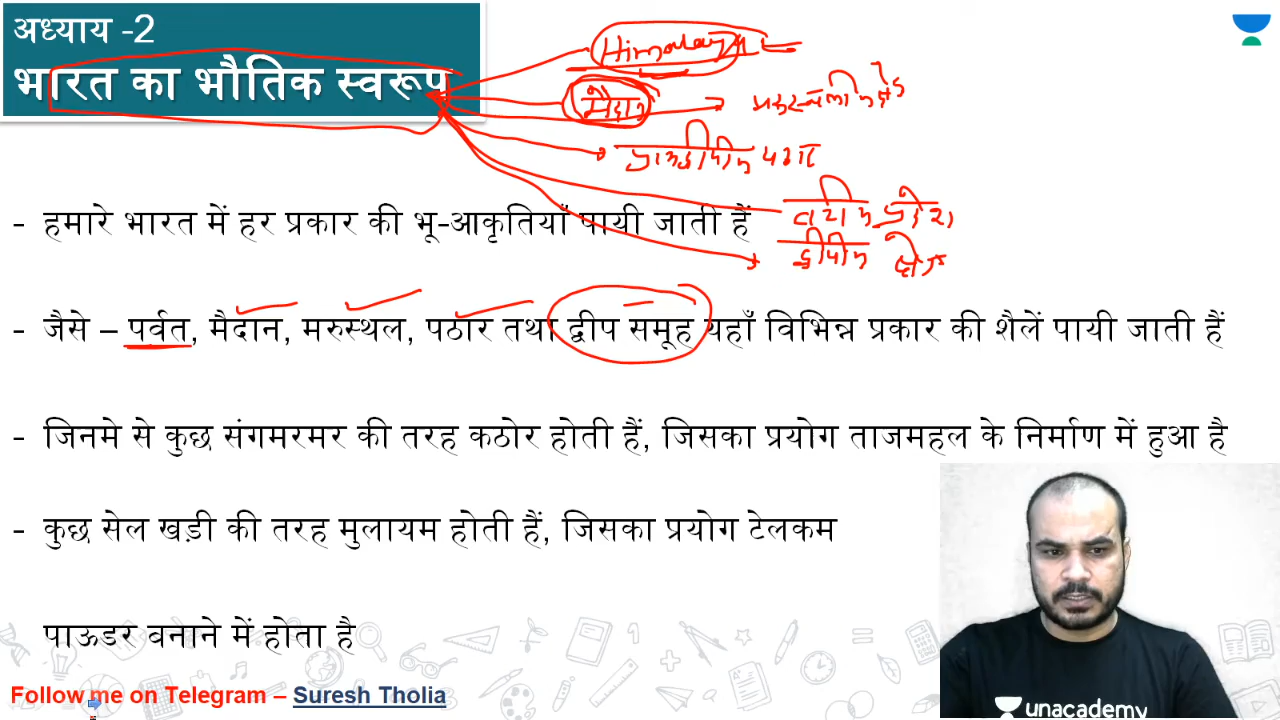 अध्याय -2
भारत का भौतिक स्वरूप
Himalaya
मैदान
- हमारे भारत में हर प्रकार की भू-आकृतियाँ पायी जाती हैं
- जैसे – पर्वत, मैदान, मरुस्थल, पठार तथा द्वीप समूह यहाँ विभिन्न प्रकार की शैलें पायी जाती हैं
- जिनमे से कुछ संगमरमर की तरह कठोर होती हैं, जिसका प्रयोग ताजमहल के निर्माण में हुआ है
- कुछ सेल खड़ी की तरह मुलायम होती हैं, जिसका प्रयोग टेलकम
पाऊडर वनाने में होता है
Follow me on Telegram – Suresh Tholia
unacademy